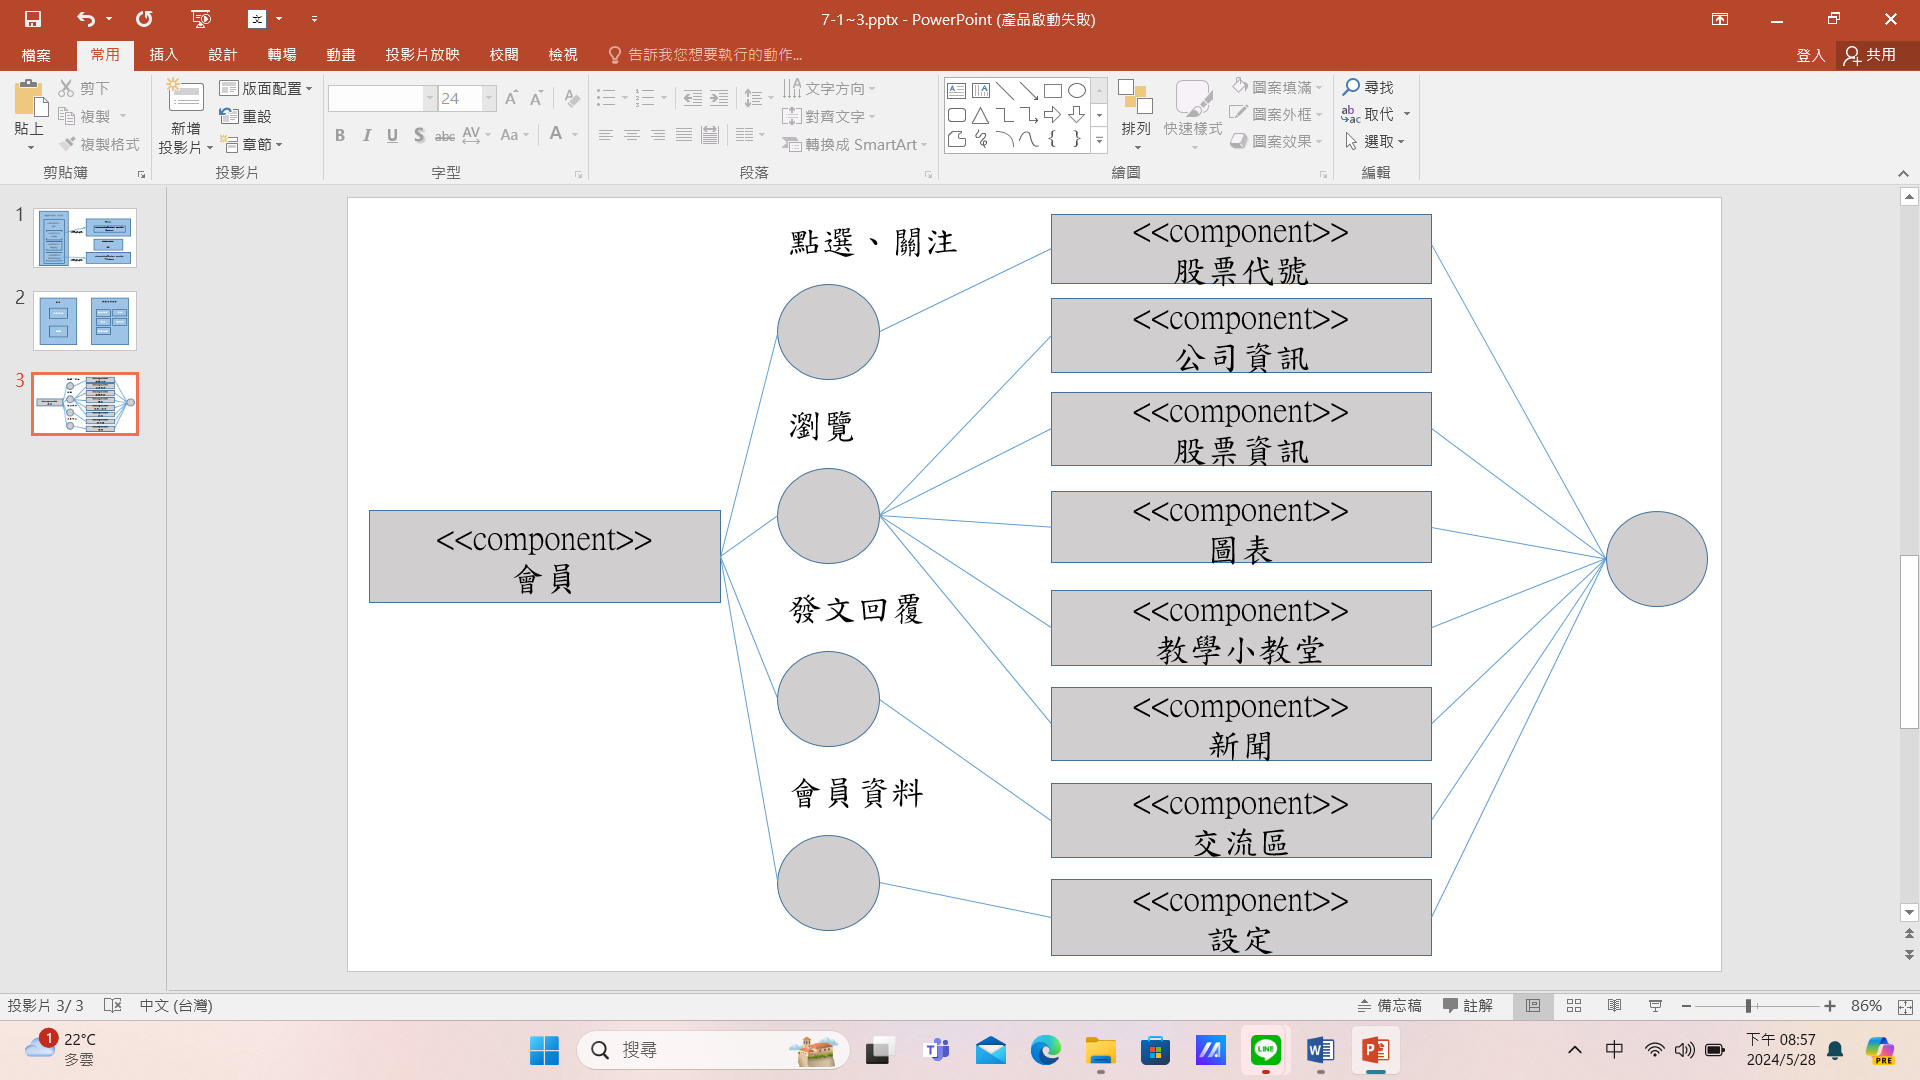 7-1~3.pptx - PowerPoint (產品啟動失敗)
檔案 常用 插入 設計 轉場 動畫 投影片放映 校閱 檢視 告訴我您想要執行的動作... 登入 共用
貼上
剪下
複製
複製格式
剪貼簿
新增
投影片
版面配置
重設
章節
投影片
24
B I U S abc AV Aa A
字型
文字方向
對齊文字
轉換成 SmartArt
段落
排列
快速樣式
圖案填滿
圖案外框
圖案效果
繪圖
尋找
取代
選取
編輯
1
2
3
點選、關注
瀏覽
發文回覆
會員資料
<<component>>
會員
<<component>>
股票代號
<<component>>
公司資訊
<<component>>
股票資訊
<<component>>
圖表
<<component>>
教學小教堂
<<component>>
新聞
<<component>>
交流區
<<component>>
設定
投影片 3/ 3 中文 (台灣) 備忘稿 註解 86%
1
22°C
多雲
搜尋
LINE
中
下午 08:57
2024/5/28
PRE